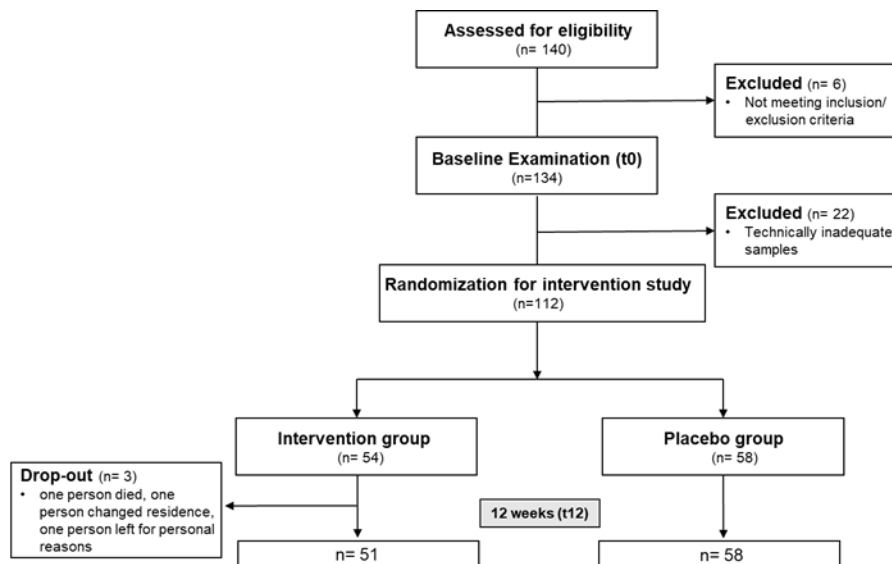 Assessed for eligibility
(n= 140)
Excluded (n= 6)
• Not meeting inclusion/
exclusion criteria
Baseline Examination (t0)
(n=134)
Excluded (n= 22)
• Technically inadequate
samples
Randomization for intervention study
(n=112)
Intervention group
(n= 54)
Placebo group
(n= 58)
Drop-out (n= 3)
• one person died, one
person changed residence,
one person left for personal
reasons
12 weeks (t12)
n= 51
n= 58